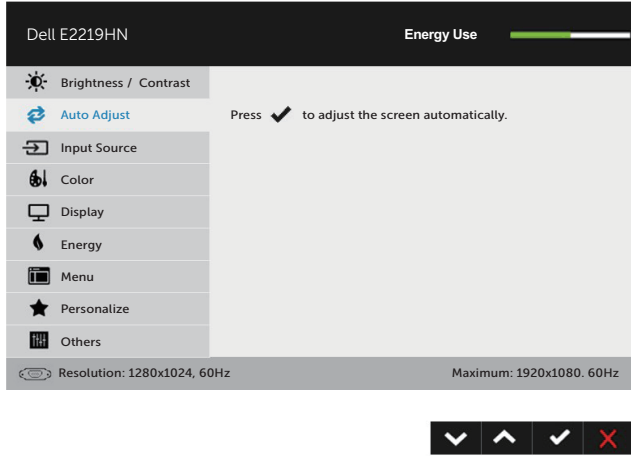 Dell E2219HN
Energy Use
Brightness / Contrast
Auto Adjust
Press ✔ to adjust the screen automatically.
Input Source
Color
Display
Energy
Menu
Personalize
Others
Resolution: 1280x1024, 60Hz
Maximum: 1920x1080. 60Hz